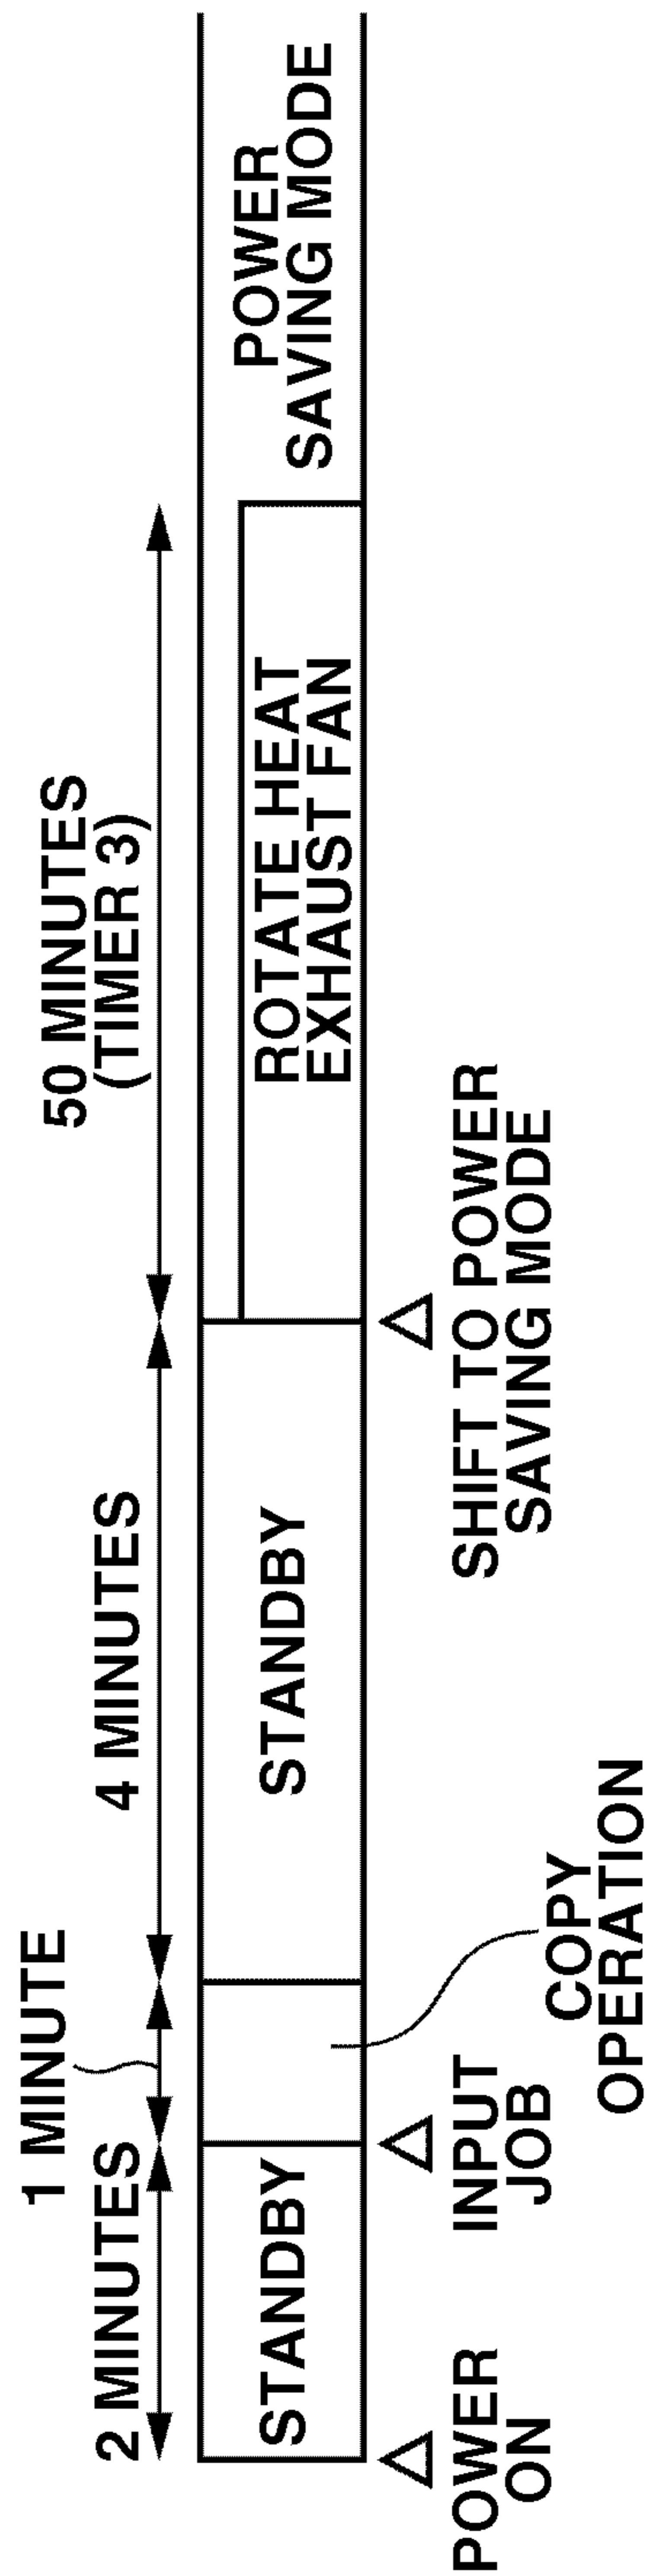 50 MINUTES
(TIMER 3)
1 MINUTE
2 MINUTES
4 MINUTES
STANDBY
STANDBY
ROTATE HEAT
EXHAUST FAN
POWER
SAVING MODE
POWER
ON
INPUT
JOB
COPY
OPERATION
SHIFT TO POWER
SAVING MODE